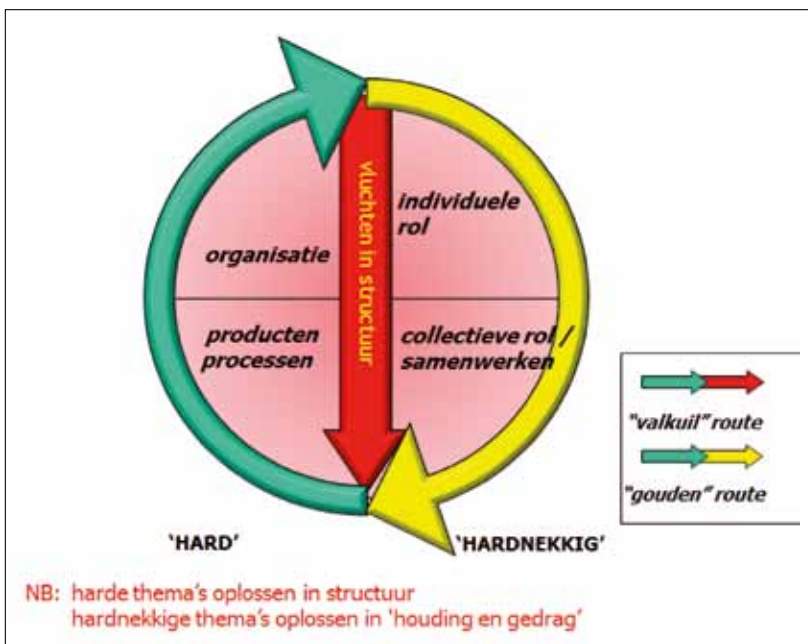 vluchten in structuur
individuele
rol
organisatie
producten
processen
collectieve rol /
samenwerken
"valkuil" route
"gouden" route
'HARD'
'HARDNEKKIG'
NB: harde thema's oplossen in structuur
hardnekkige thema's oplossen in 'houding en gedrag'